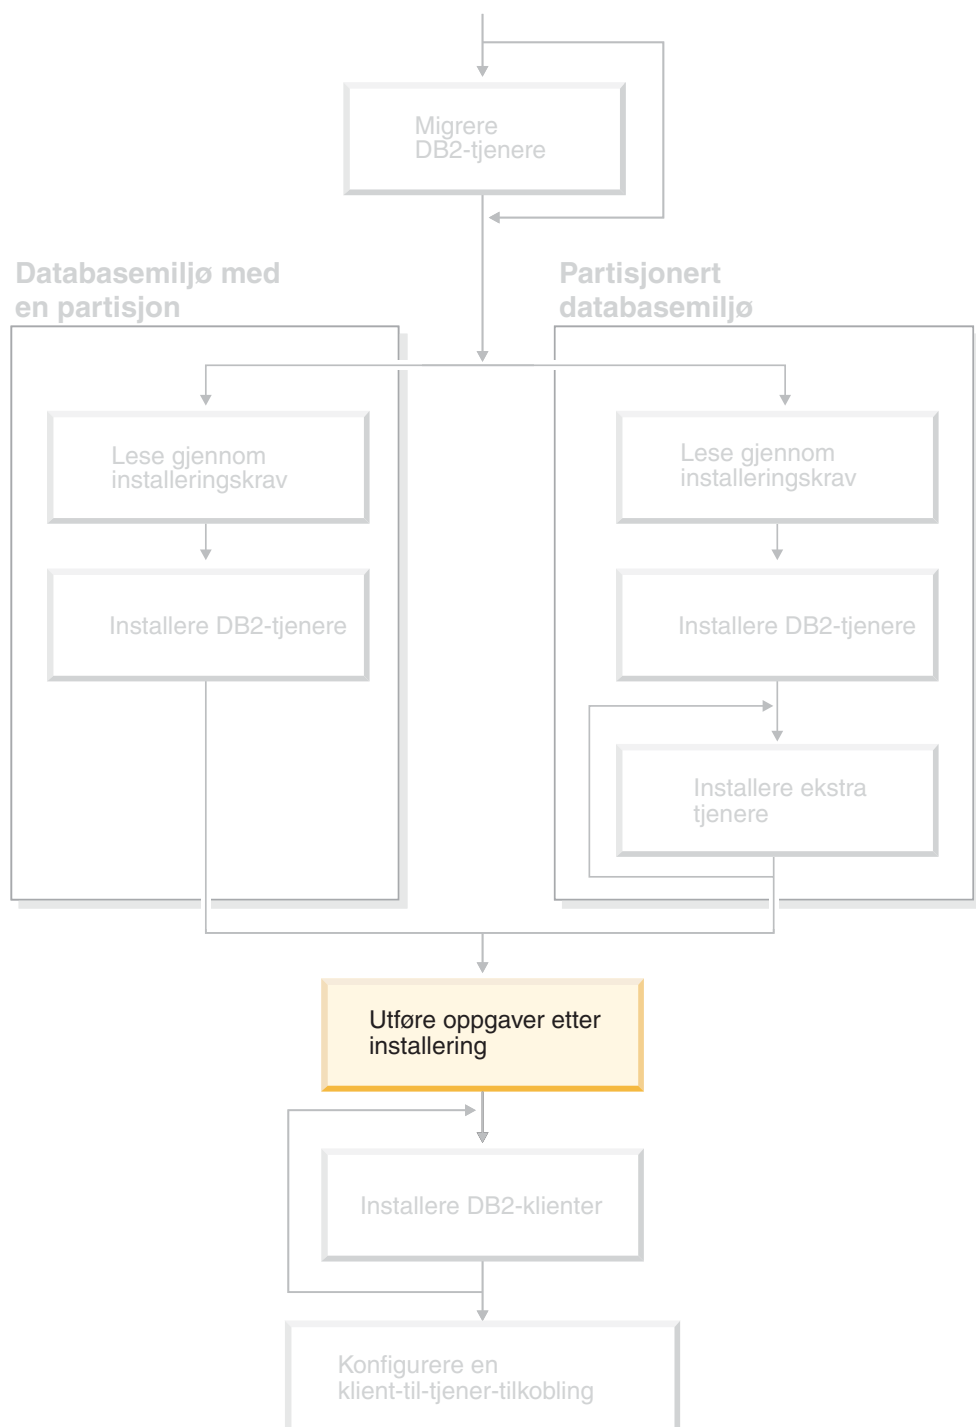 Migrere
DB2-tjenere
Databasemiljø med
en partisjon
Lese gjennom
installeringskrav
Installere DB2-tjenere
Partisjonert
databasemiljø
Lese gjennom
installeringskrav
Installere DB2-tjenere
Installere ekstra
tjenere
Utføre oppgaver etter
installering
Installere DB2-klienter
Konfigurere en
klient-til-tjener-tilkobling